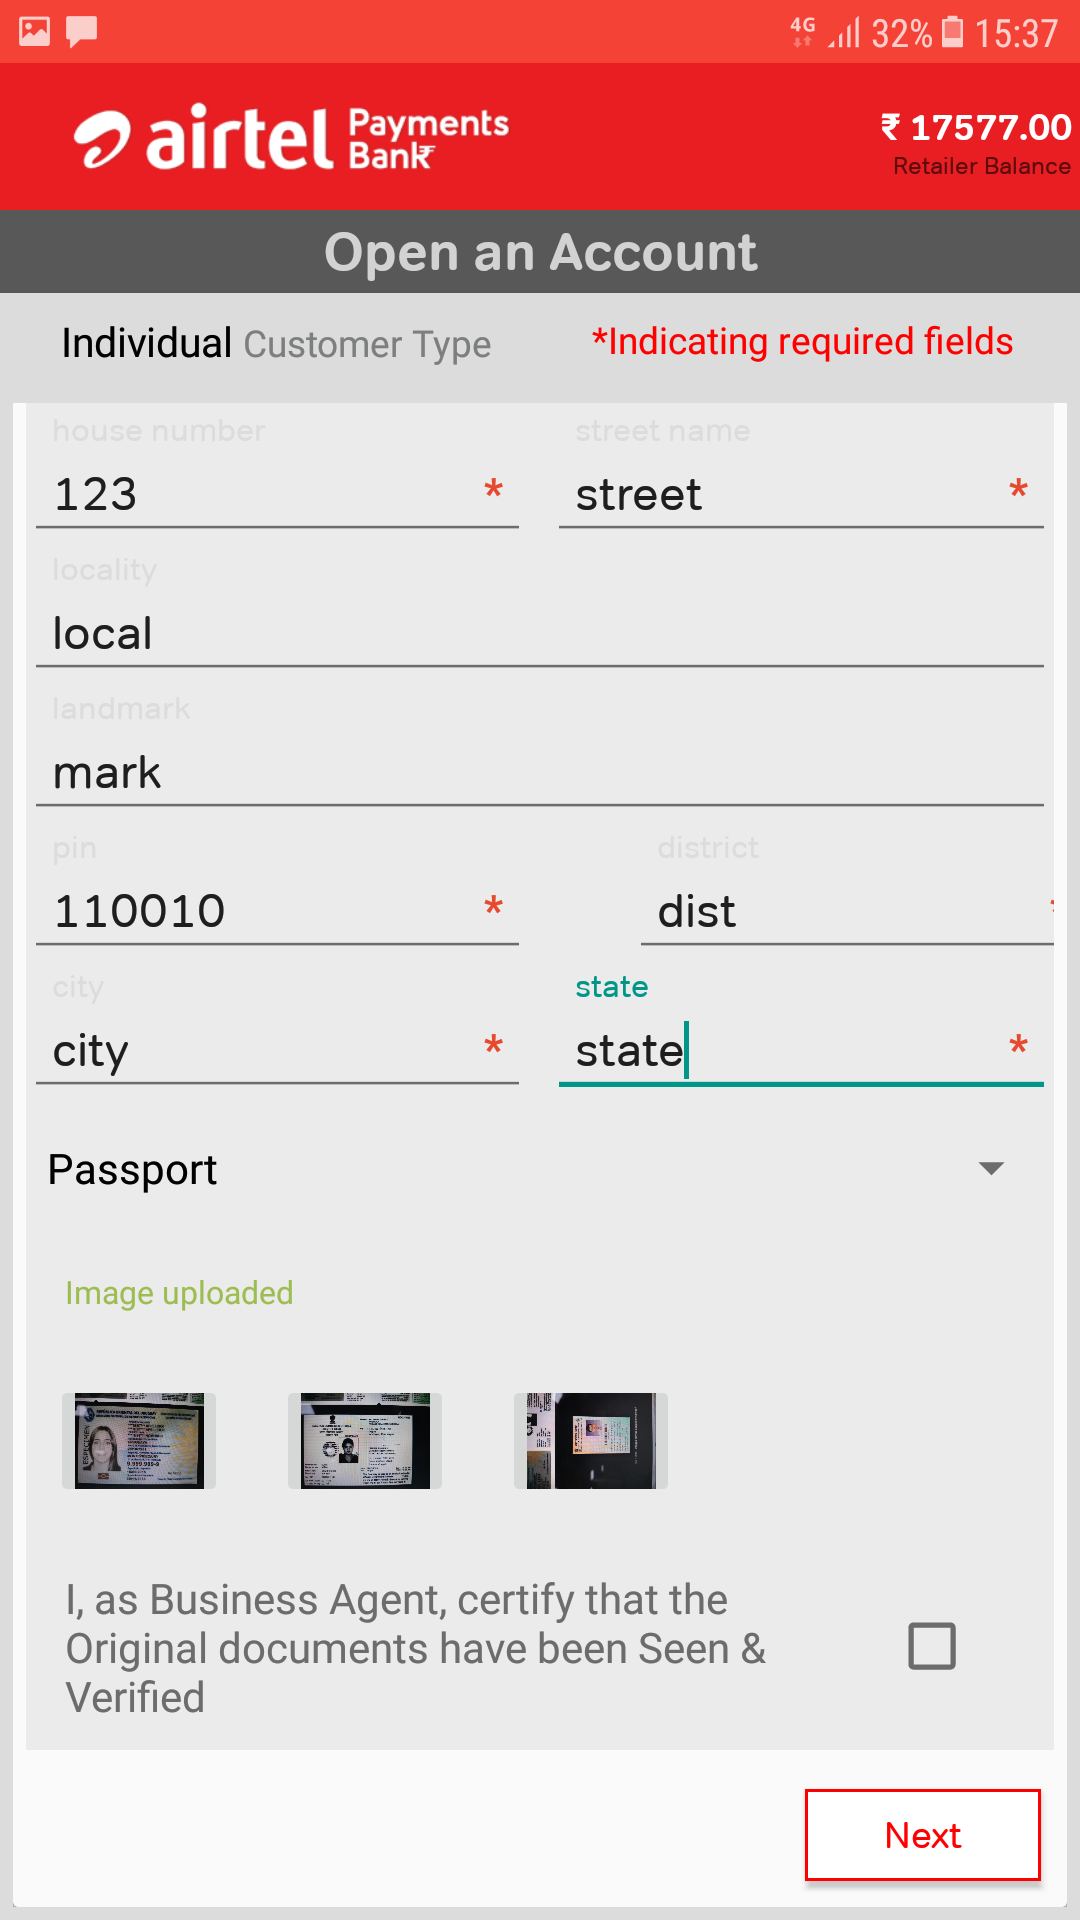 4G 32% 15:37
airtel Payments Bank
₹ 17577.00
Retailer Balance
Open an Account
Individual Customer Type *Indicating required fields
house number street name
123 * street *
locality
local
landmark
mark
pin district
110010 * dist *
city state
city * state *
Passport
Image uploaded
I, as Business Agent, certify that the
Original documents have been Seen &
Verified
Next